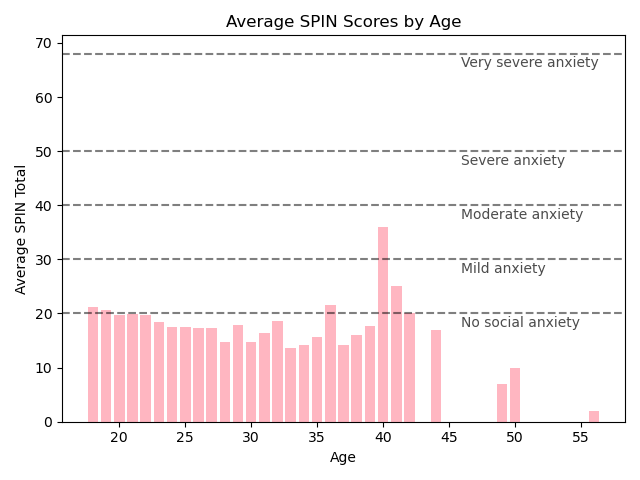 Average SPIN Scores by Age
70
60
50
40
30
20
10
0
Average SPIN Total
Very severe anxiety
Severe anxiety
Moderate anxiety
Mild anxiety
No social anxiety
20 25 30 35 40 45 50 55
Age